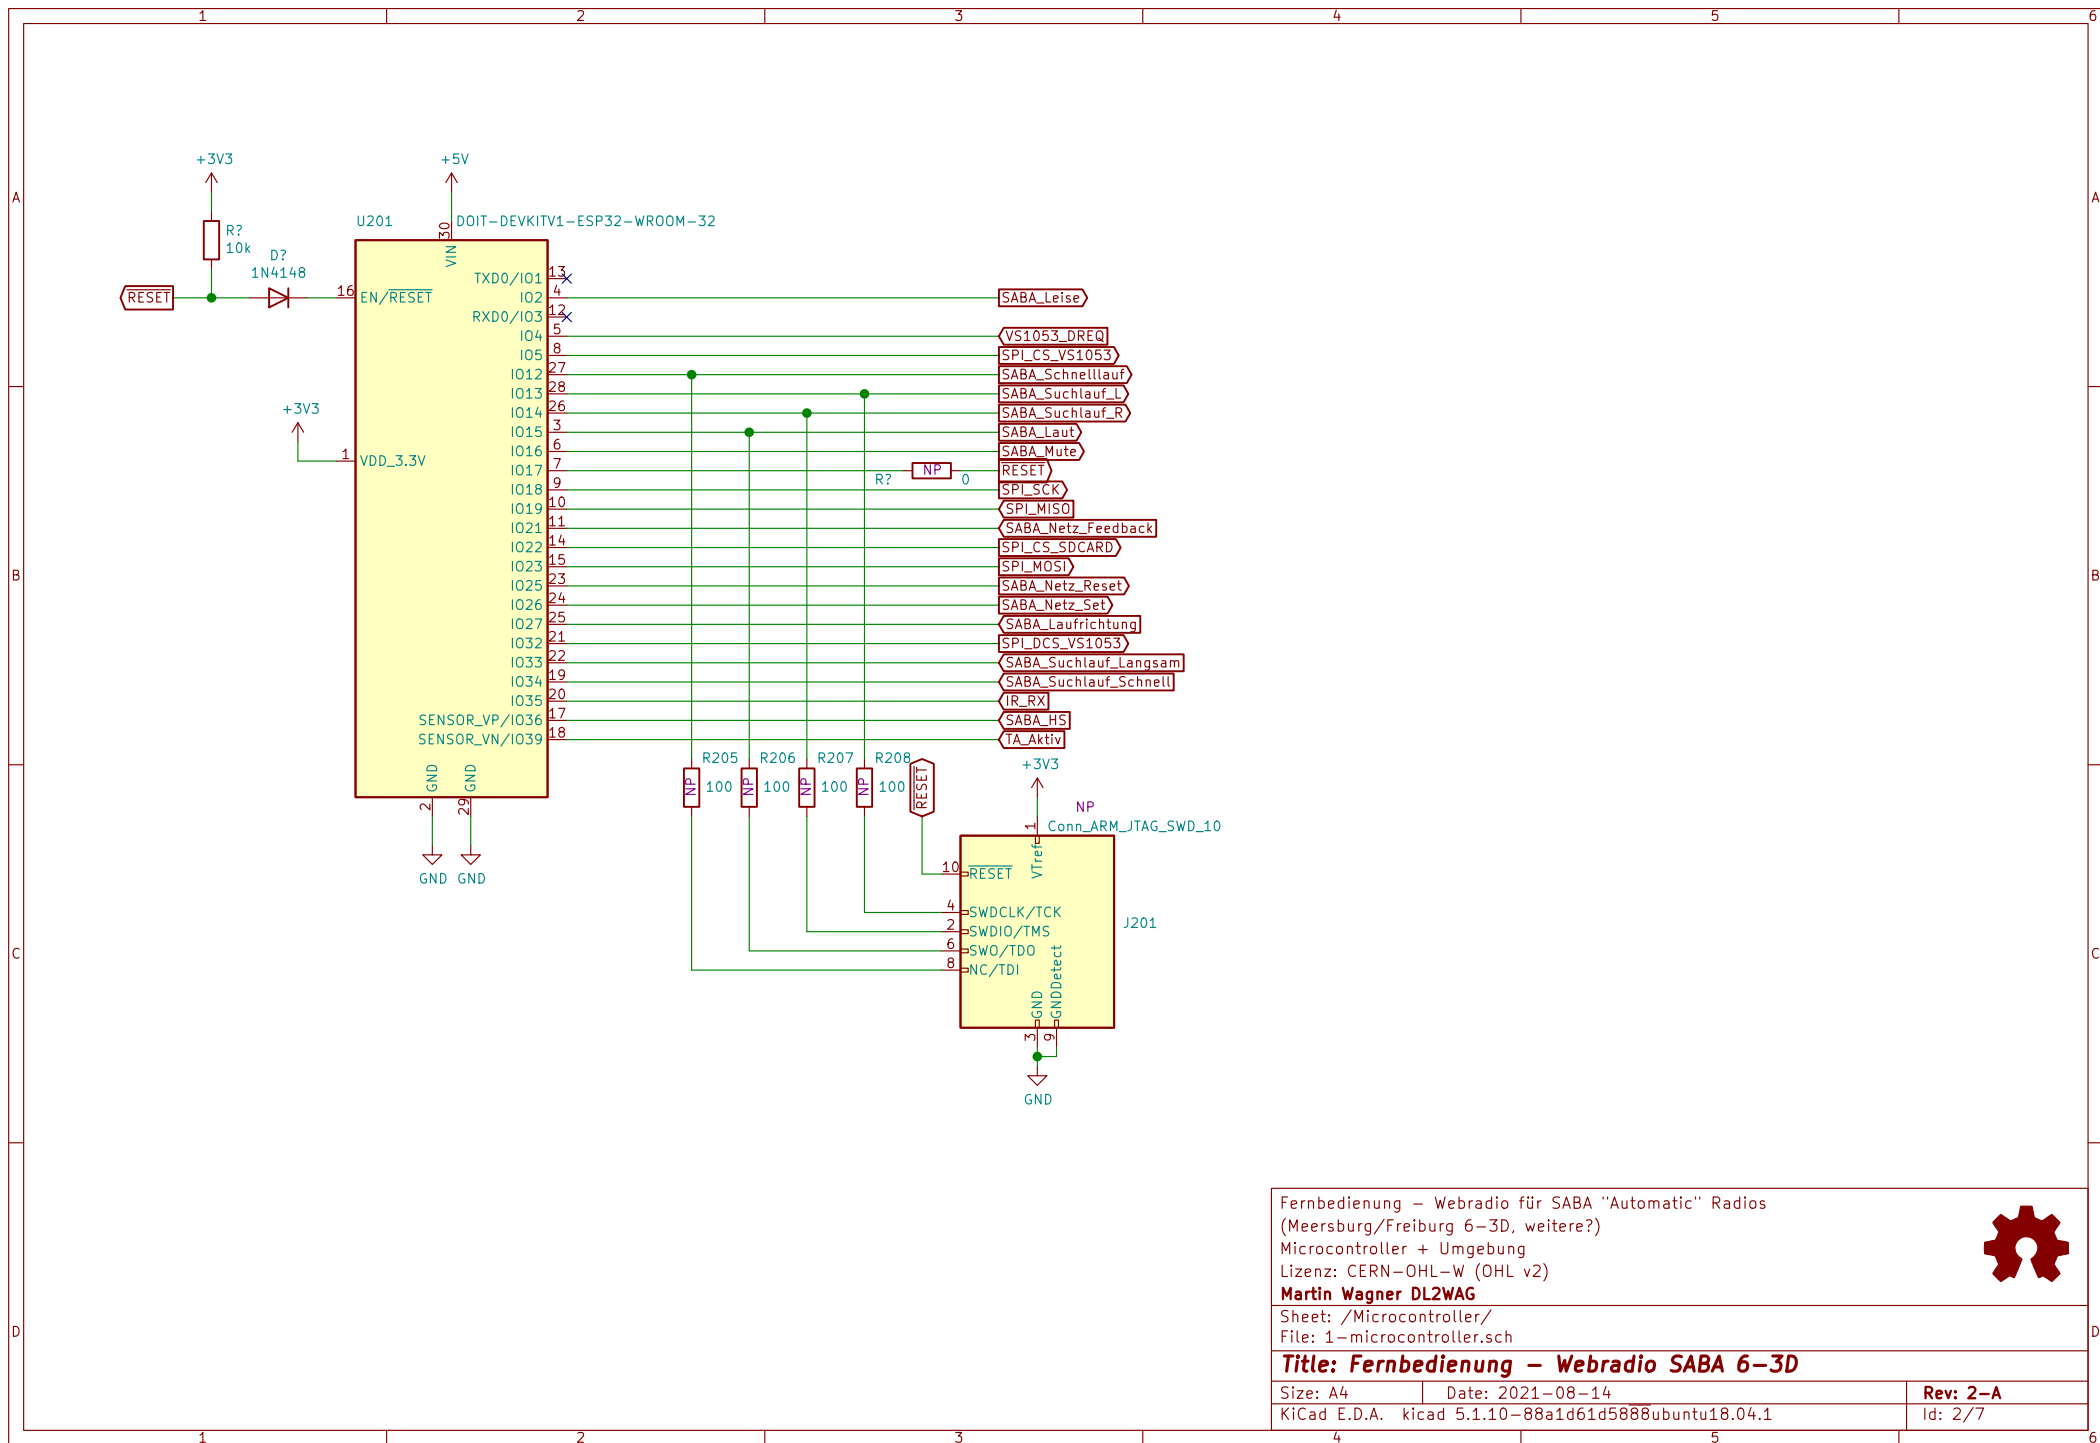 1 2 3 4 5 6
A
B
C
D
A
B
C
D
+3V3
R?
10k
D?
1N4148
RESET
+3V3
+5V
U201
DOIT-DEVKITV1-ESP32-WROOM-32
30
VIN
16 EN/RESET
1 VDD_3.3V
TXD0/IO1 13
IO2 4 SABA_Leise
RXD0/IO3 12
IO4 5 VS1053_DREQ
IO5 8 SPI_CS_VS1053
IO12 27 SABA_Schnelllauf
IO13 28 SABA_Suchlauf_L
IO14 26 SABA_Suchlauf_R
IO15 3 SABA_Laut
IO16 6 SABA_Mute
IO17 7 R? NP 0 RESET
IO18 9 SPI_SCK
IO19 10 SPI_MISO
IO21 11 SABA_Netz_Feedback
IO22 14 SPI_CS_SDCARD
IO23 15 SPI_MOSI
IO25 23 SABA_Netz_Reset
IO26 24 SABA_Netz_Set
IO27 25 SABA_Laufrichtung
IO32 21 SPI_DCS_VS1053
IO33 22 SABA_Suchlauf_Langsam
IO34 19 SABA_Suchlauf_Schnell
IO35 20 IR_RX
SENSOR_VP/IO36 17 SABA_HS
SENSOR_VN/IO39 18 TA_Aktiv
GND GND
2 29
GND GND
R205 R206 R207 R208
NP 100 NP 100 NP 100 NP 100
RESET
+3V3
NP
1 Conn_ARM_JTAG_SWD_10
VTref
10 RESET
4 SWDCLK/TCK
2 SWDIO/TMS
6 SWO/TDO
8 NC/TDI
J201
GND GNDDetect
3 9
GND
Fernbedienung - Webradio für SABA "Automatic" Radios
(Meersburg/Freiburg 6-3D, weitere?)
Microcontroller + Umgebung
Lizenz: CERN-OHL-W (OHL v2)
Martin Wagner DL2WAG
Sheet: /Microcontroller/
File: 1-microcontroller.sch
Title: Fernbedienung - Webradio SABA 6-3D
Size: A4 Date: 2021-08-14 Rev: 2-A
KiCad E.D.A. kicad 5.1.10-88a1d61d5888ubuntu18.04.1 Id: 2/7
1 2 3 4 5 6